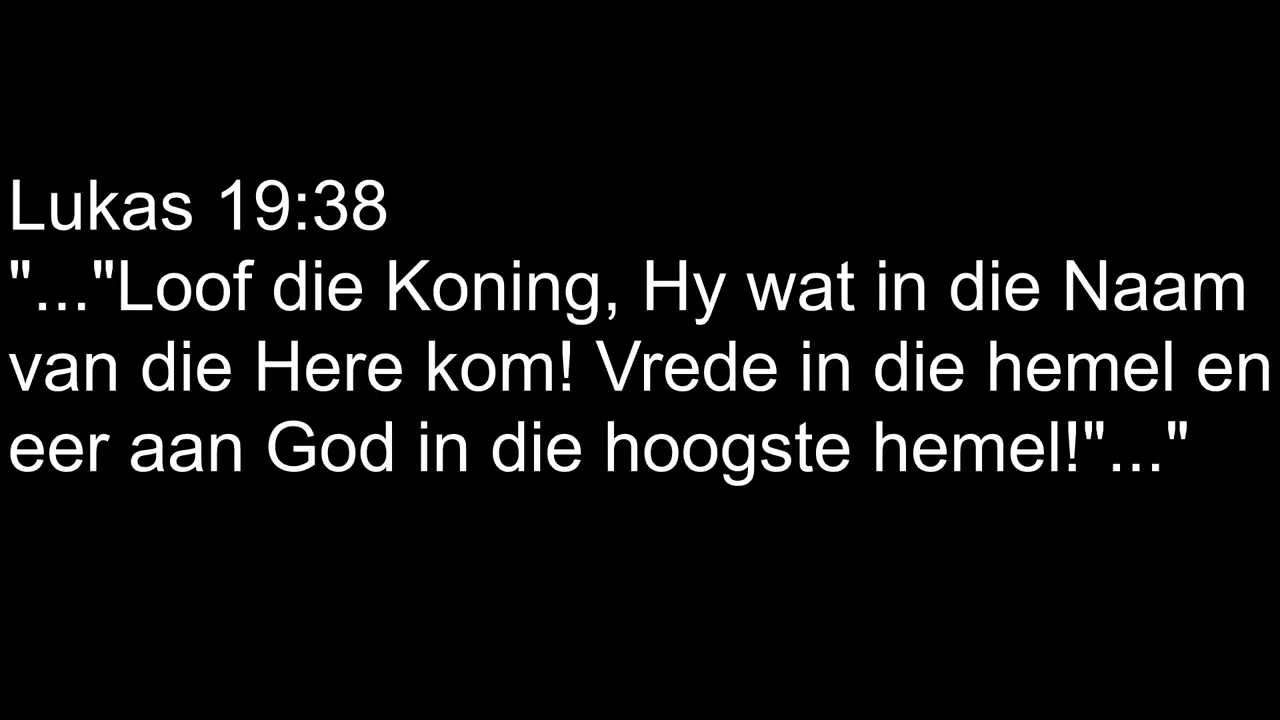 Lukas 19:38
"..."Loof die Koning, Hy wat in die Naam
van die Here kom! Vrede in die hemel en
eer aan God in die hoogste hemel!"..."